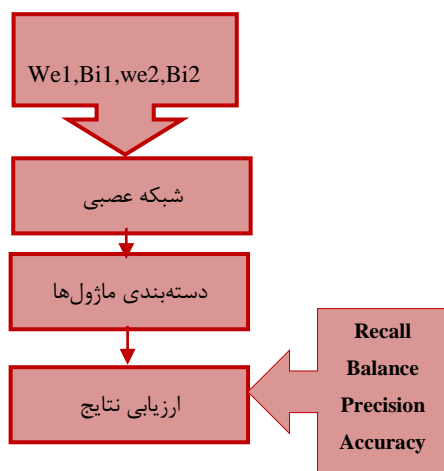 We1,Bi1,we2,Bi2
شبکه عصبی
دسته‌بندی ماژول‌ها
ارزیابی نتایج
Recall
Balance
Precision
Accuracy